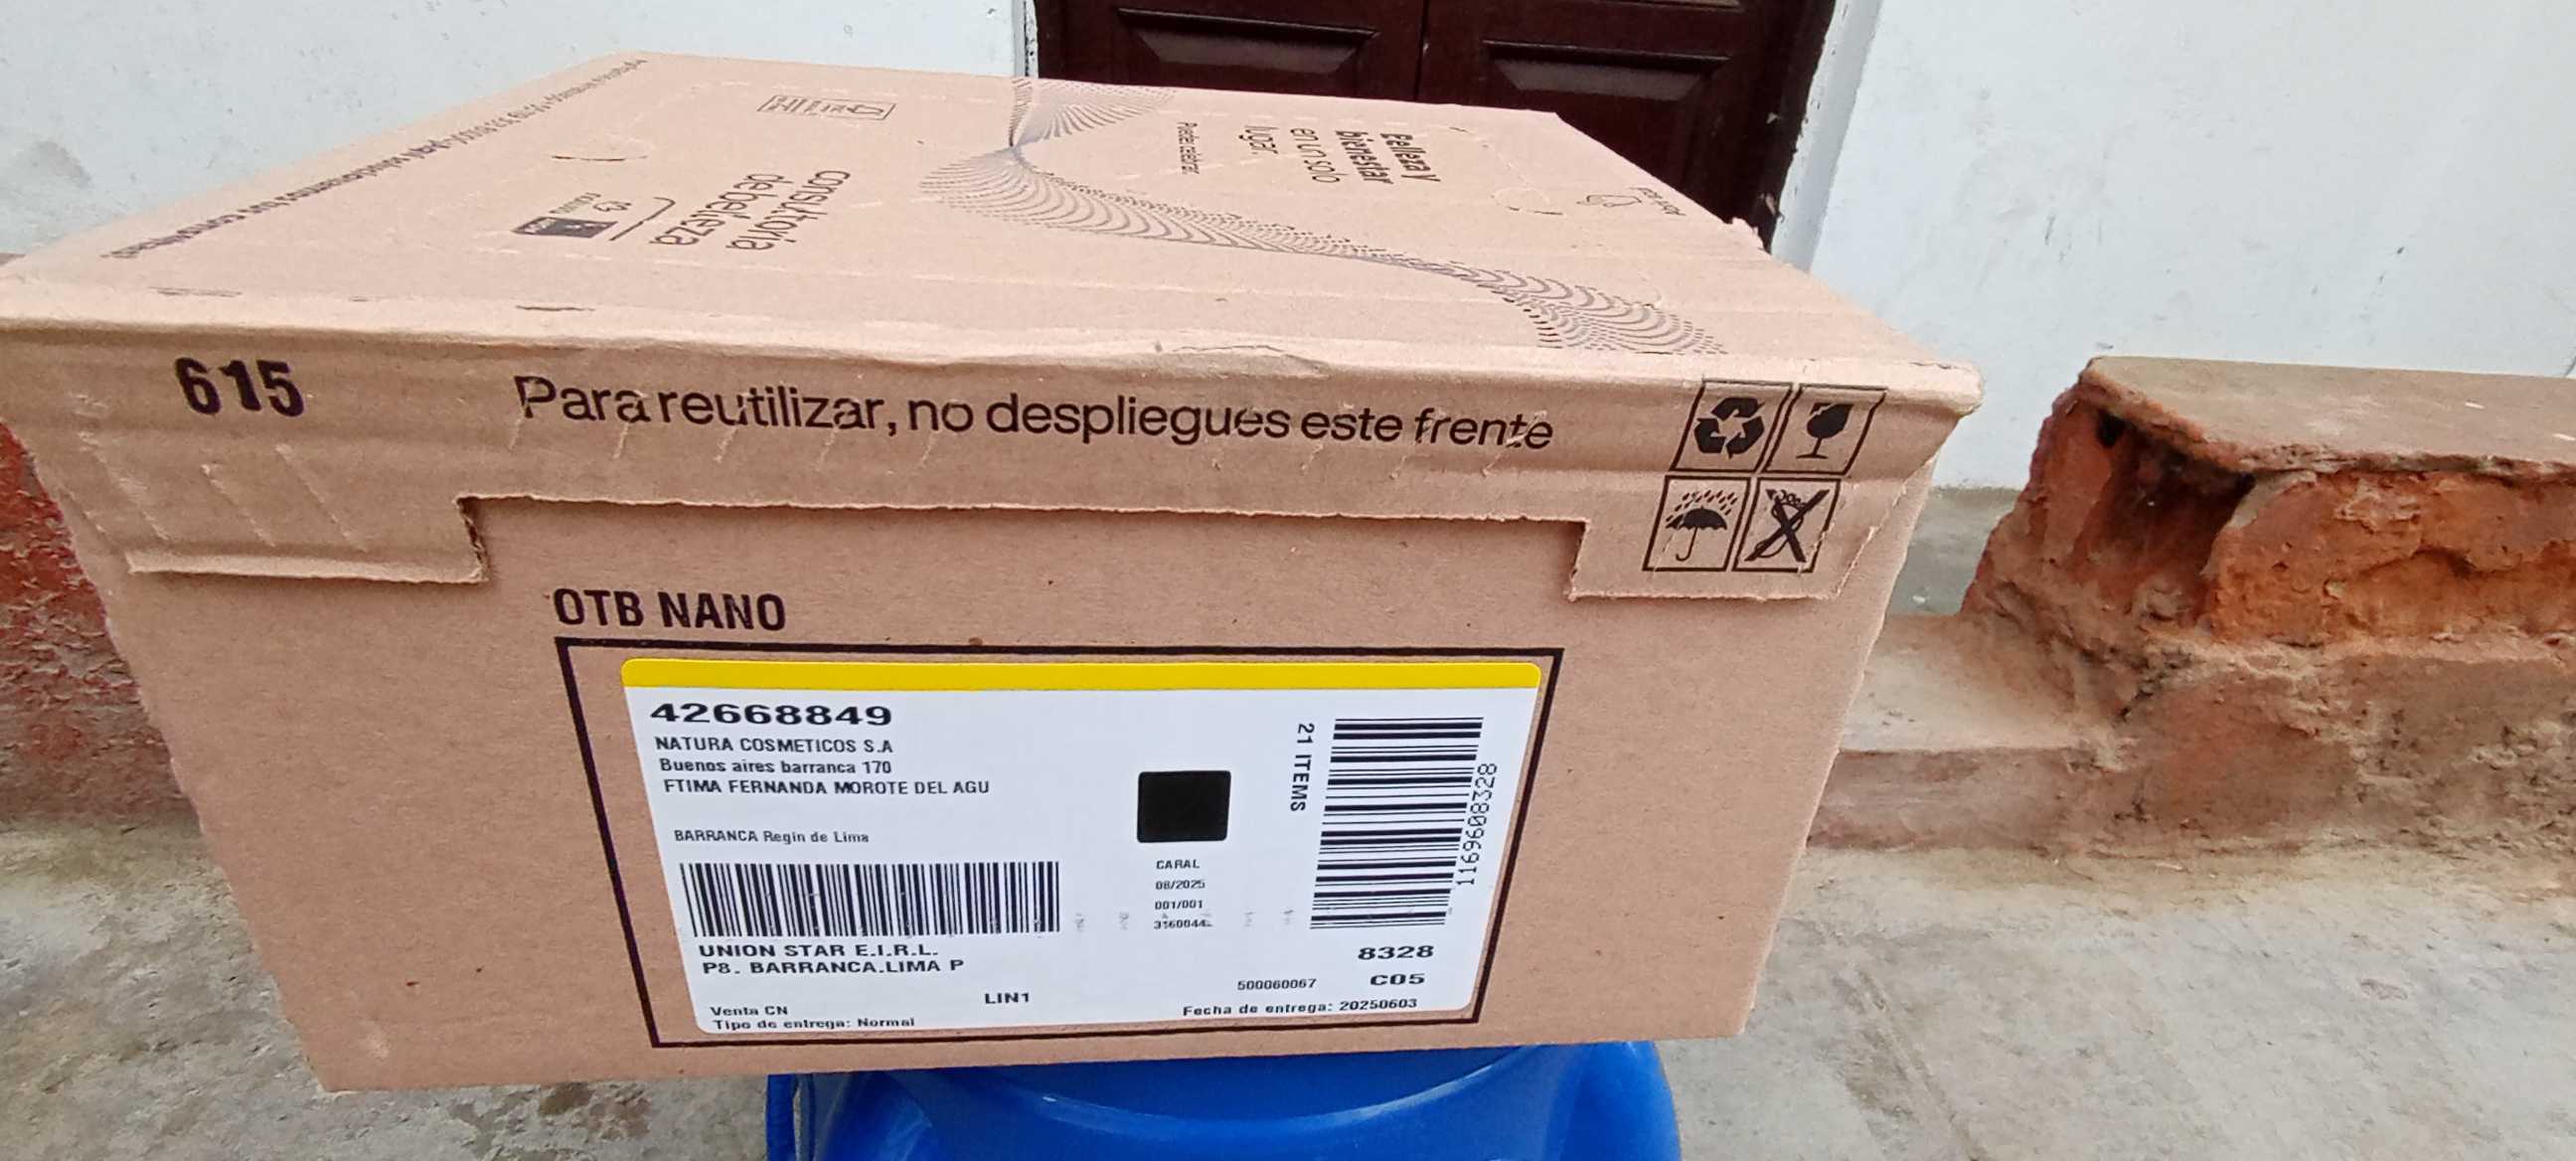 Belleza y
bienestar
en un solo
lugar.
Puedes celebrar.
consultoría
de belleza
615
Para reutilizar, no despliegues este frente
OTB NANO
42668849
NATURA COSMETICOS S.A
Buenos aires barranca 170
FTIMA FERNANDA MOROTE DEL AGU
BARRANCA Regin de Lima
21 ITEMS
1169608328
CARAL
08/2025
001/001
UNION STAR E.I.R.L.
P8. BARRANCA.LIMA P
8328
C05
500060067
LIN1
Venta CN
Tipo de entrega: Normal
Fecha de entrega: 20250603